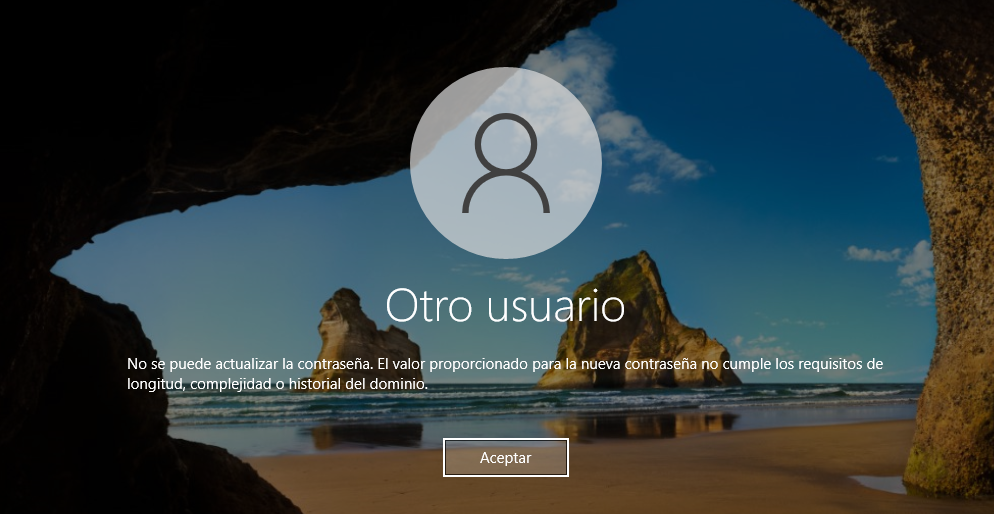 Otro usuario
No se puede actualizar la contraseña. El valor proporcionado para la nueva contraseña no cumple los requisitos de
longitud, complejidad o historial del dominio.
Aceptar